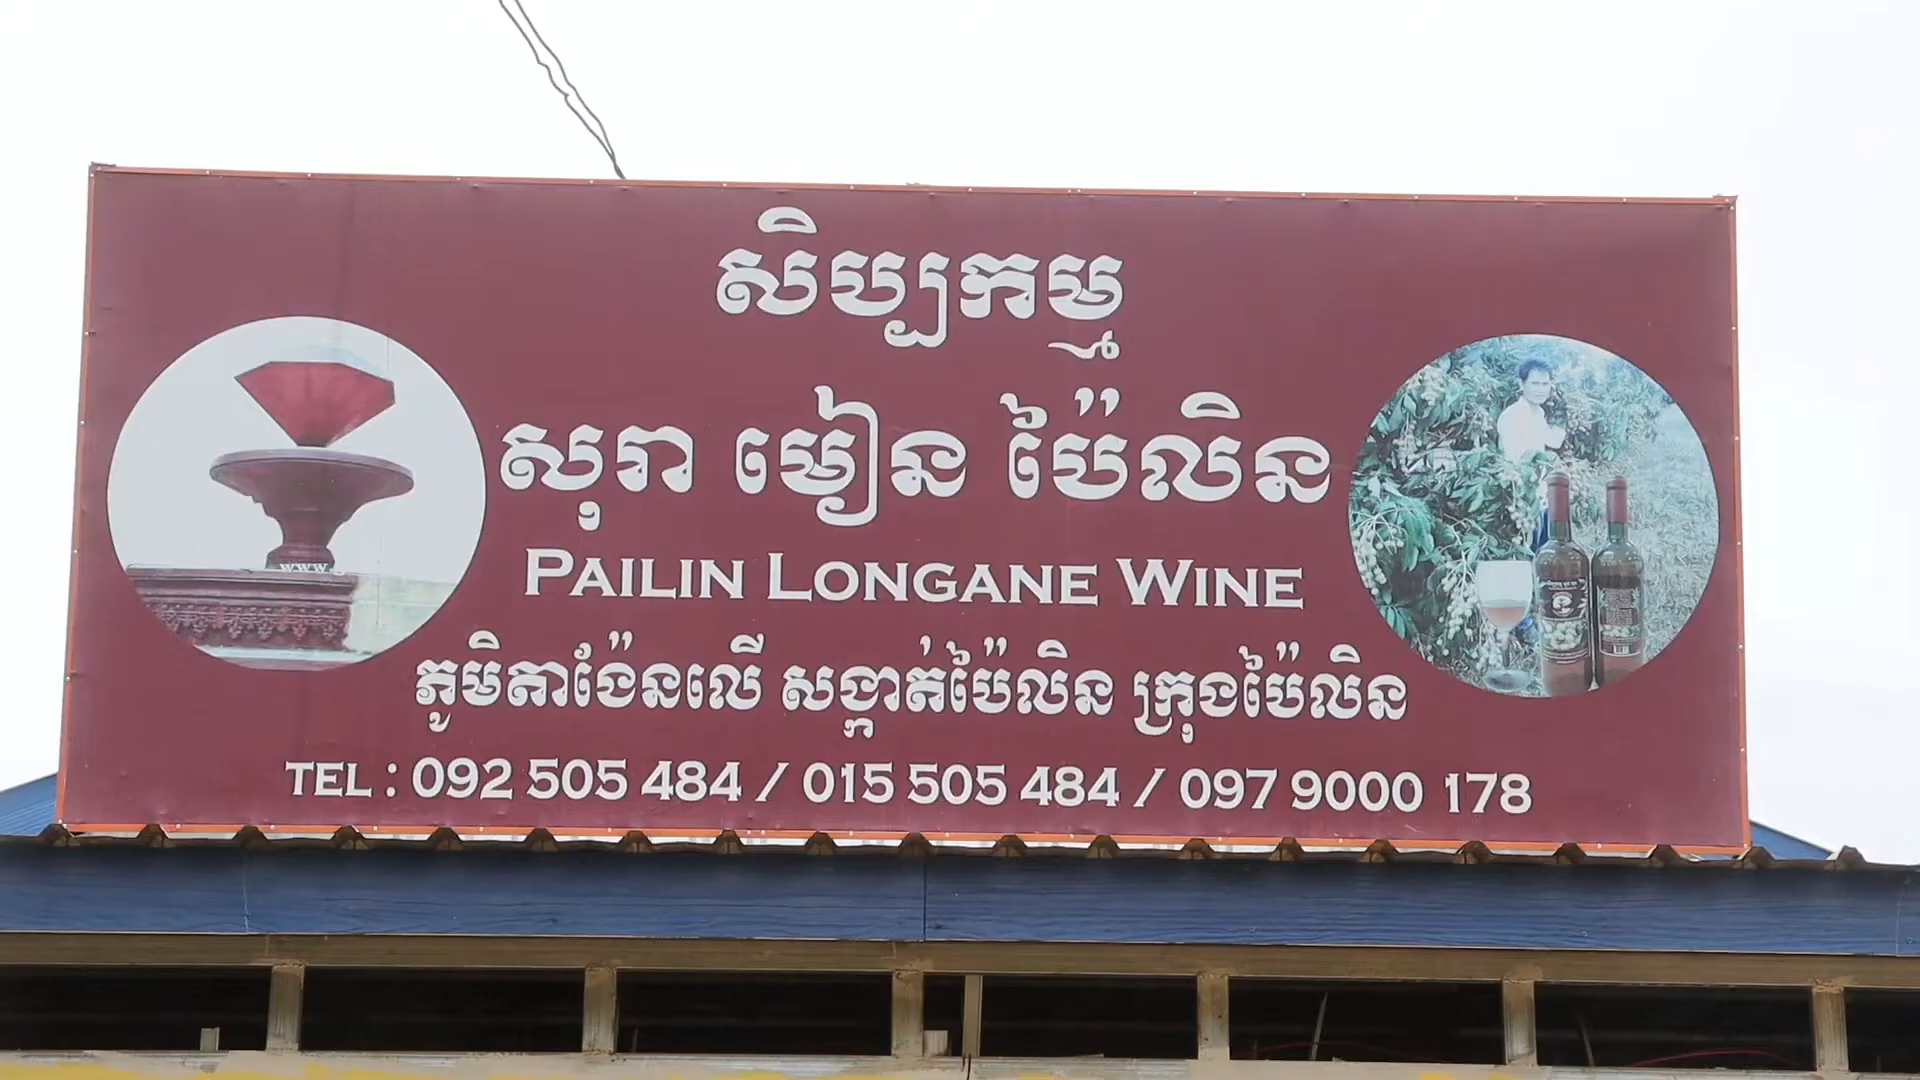 សិប្បកម្ម
សុរា មៀន ប៉ៃលិន
PAILIN LONGANE WINE
ភូមិតាង៉ែនលើ សង្កាត់ប៉ៃលិន ក្រុងប៉ៃលិន
TEL : 092 505 484 / 015 505 484 / 097 9000 178
WWW